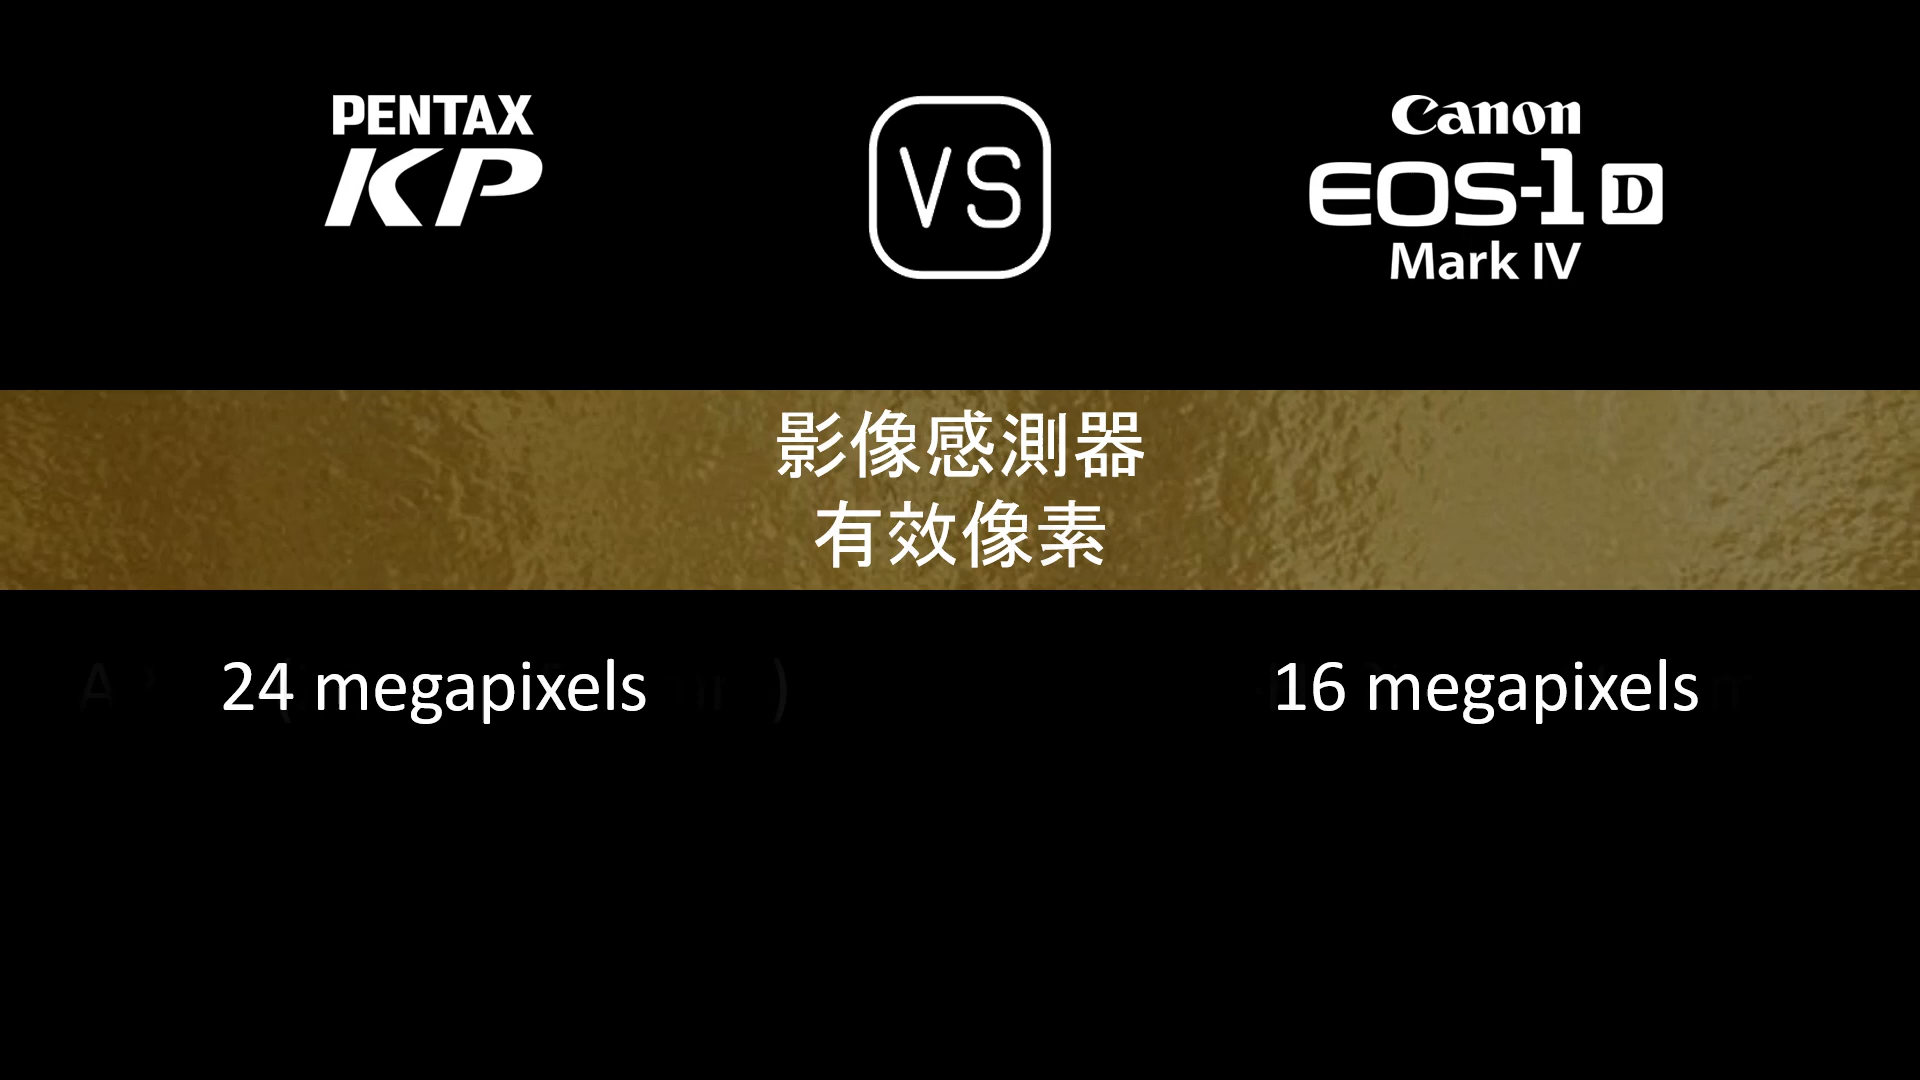 PENTAX
KP
VS
Canon
EOS-1 D
Mark IV
影像感測器
有效像素
24 megapixels
16 megapixels